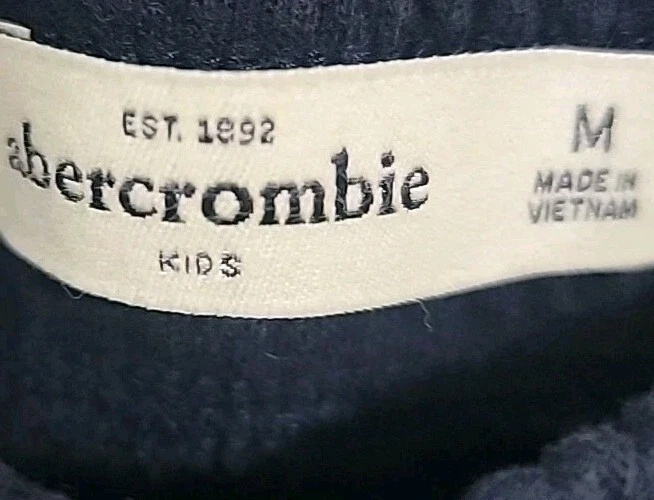 EST. 1892
abercrombie
KIDS
M
MADE IN
VIETNAM